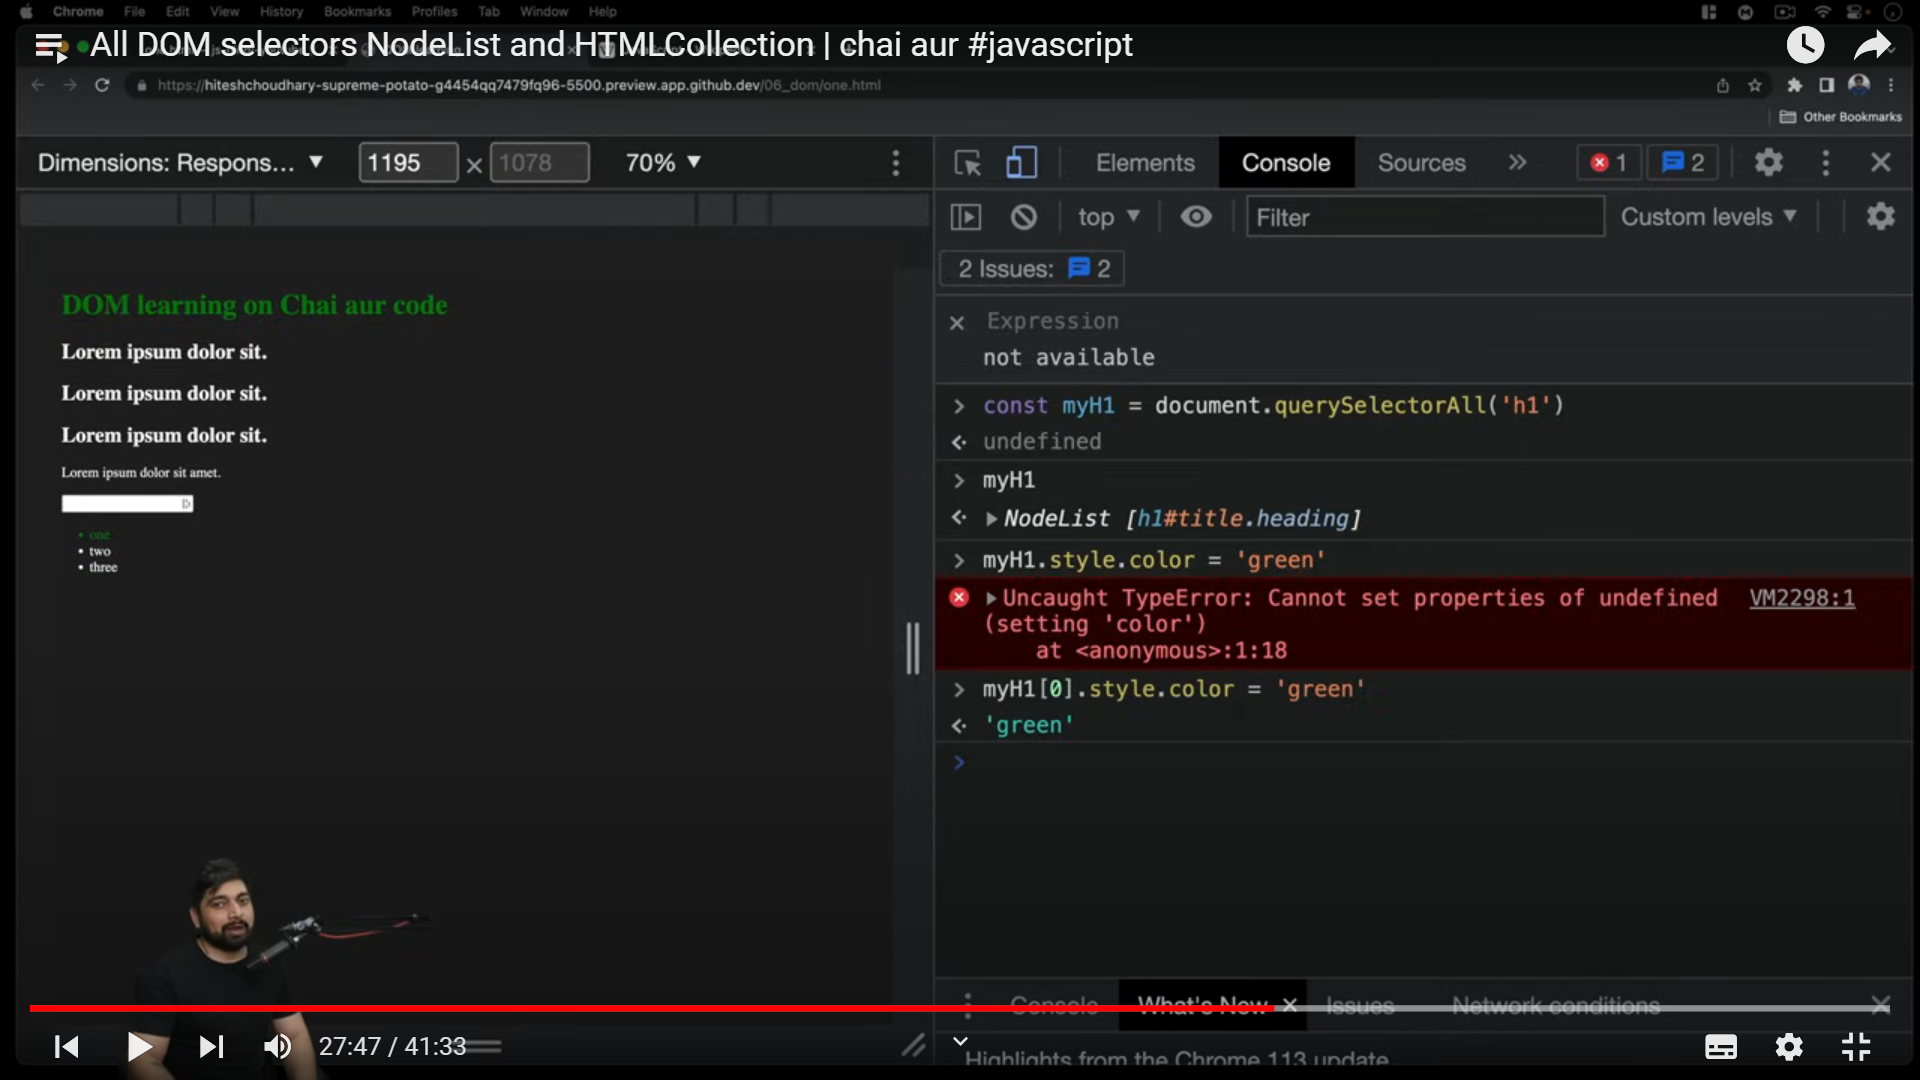 Chrome File Edit View History Bookmarks Profiles Tab Window Help
All DOM selectors NodeList and HTMLCollection | chai aur #javascript
https://hiteshchoudhary-supreme-potato-g4454qq7479fq96-5500.preview.app.github.dev/06_dom/one.html
Other Bookmarks
Dimensions: Respons... ▼ 1195 × 1078 70% ▼
Elements Console Sources » 1 2
top ▼ Filter Custom levels ▼
2 Issues: 2
Expression
not available
DOM learning on Chai aur code
Lorem ipsum dolor sit.
Lorem ipsum dolor sit.
Lorem ipsum dolor sit.
Lorem ipsum dolor sit amet.
• one
• two
• three
> const myH1 = document.querySelectorAll('h1')
undefined
> myH1
NodeList [h1#title.heading]
> myH1.style.color = 'green'
Uncaught TypeError: Cannot set properties of undefined VM2298:1
(setting 'color')
at <anonymous>:1:18
> myH1[0].style.color = 'green'
'green'
>
Console What's New × Issues Network conditions
27:47 / 41:33
Highlights from the Chrome 113 update